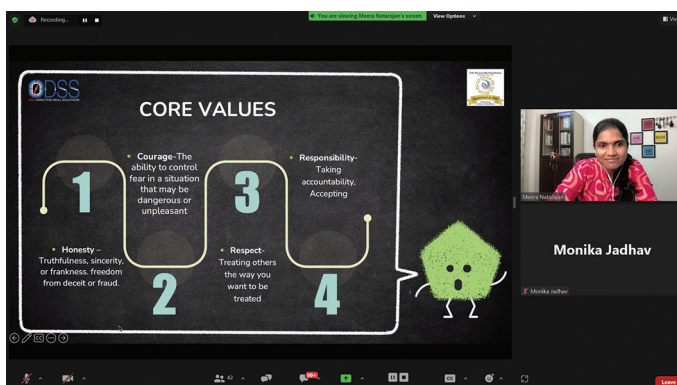 Recording...
You are viewing Meera Natarajan's screen
View Options
ODSS
CORE VALUES
1
Honesty –
Truthfulness, sincerity,
or frankness. freedom
from deceit or fraud.
Courage-The
ability to control
fear in a situation
that may be
dangerous or
unpleasant
2
3
Respect-
Treating others
the way you
want to be
treated
Responsibility-
Taking
accountability,
Accepting
4
Meera Natarajan
Monika Jadhav
Monika Jadhav
CC
42
99+
CC
Leave